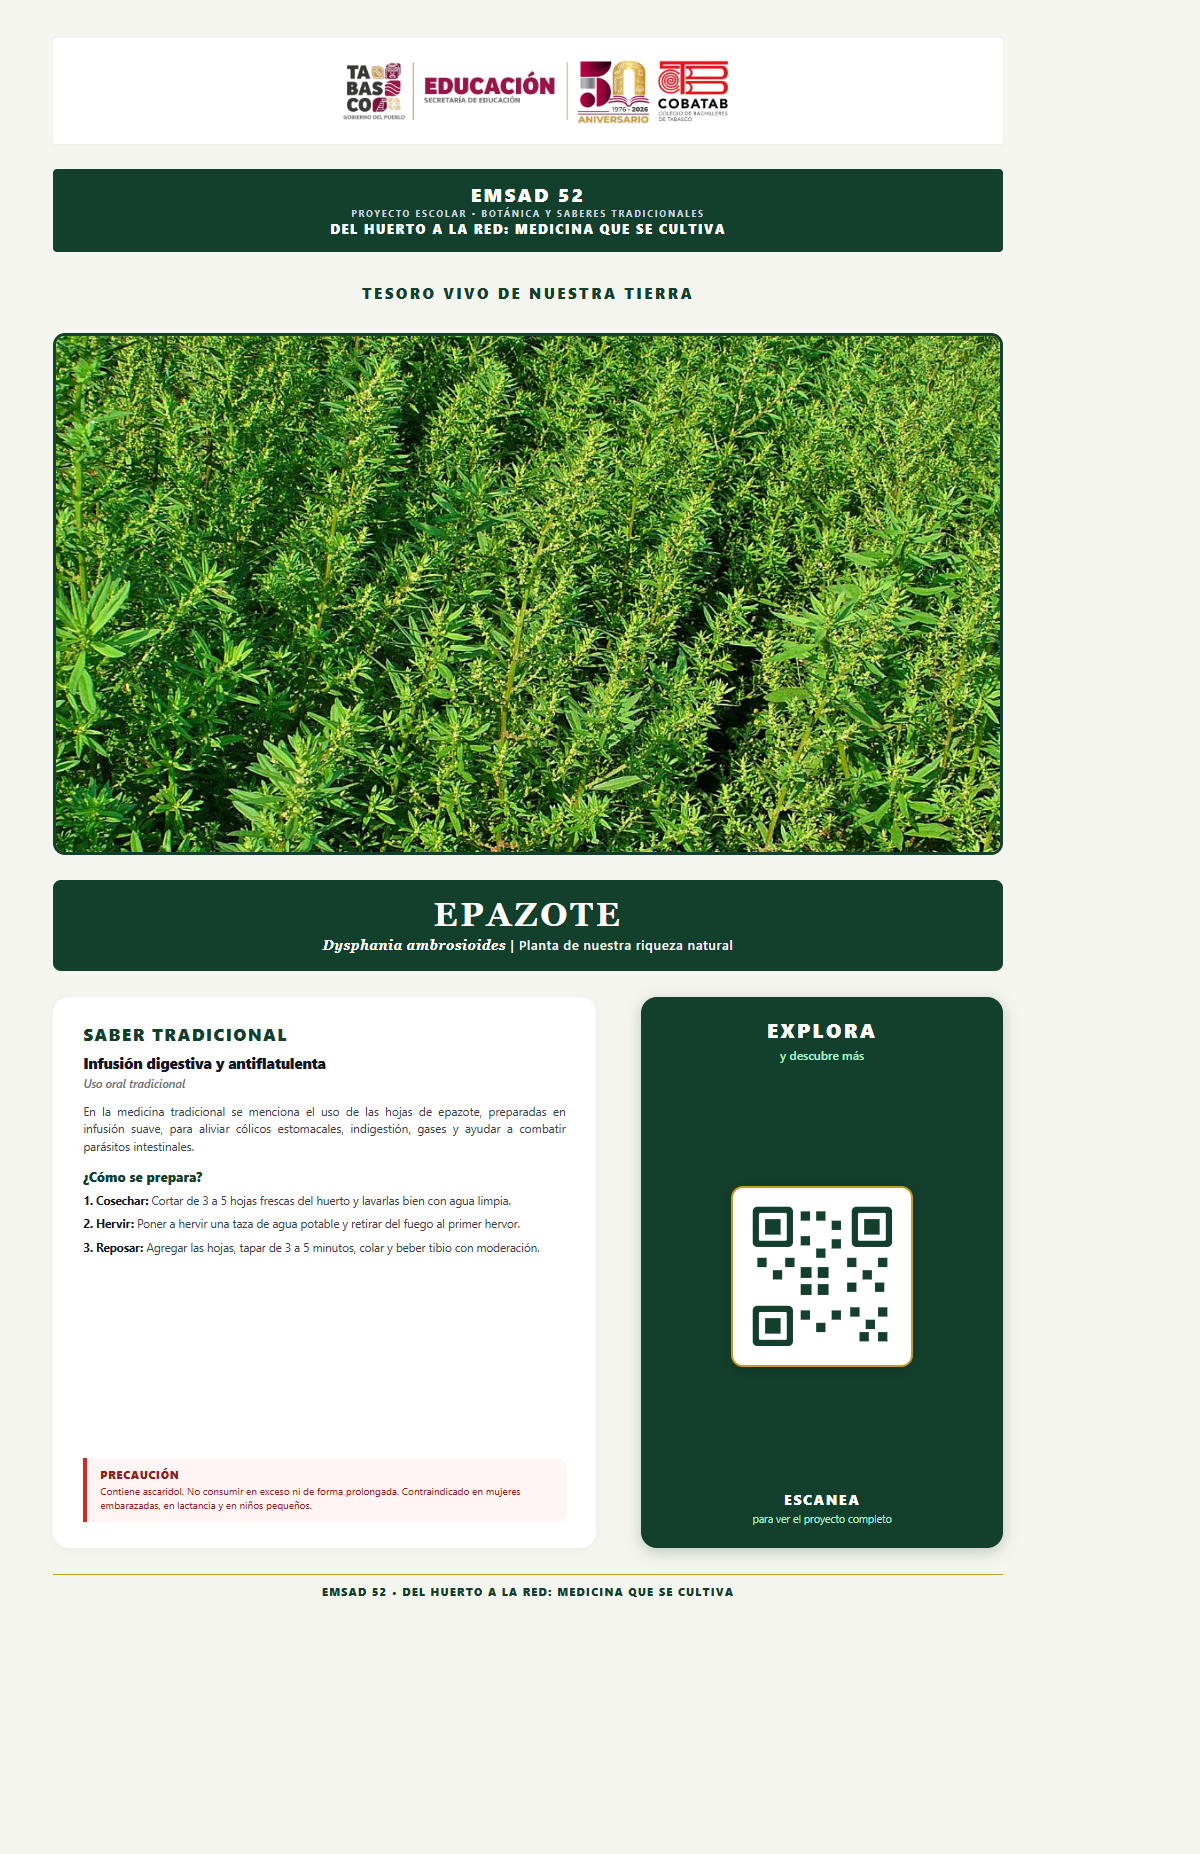 TA
BAS
CO
GOBIERNO DEL PUEBLO
EDUCACIÓN
SECRETARÍA DE EDUCACIÓN
50
1976 - 2026
ANIVERSARIO
COBATAB
COLEGIO DE BACHILLERES
DE TABASCO
EMSAD 52
PROYECTO ESCOLAR • BOTÁNICA Y SABERES TRADICIONALES
DEL HUERTO A LA RED: MEDICINA QUE SE CULTIVA
TESORO VIVO DE NUESTRA TIERRA
EPAZOTE
Dysphania ambrosioides | Planta de nuestra riqueza natural
SABER TRADICIONAL
Infusión digestiva y antiflatulenta
Uso oral tradicional
En la medicina tradicional se menciona el uso de las hojas de epazote, preparadas en
infusión suave, para aliviar cólicos estomacales, indigestión, gases y ayudar a combatir
parásitos intestinales.
¿Cómo se prepara?
1. Cosechar: Cortar de 3 a 5 hojas frescas del huerto y lavarlas bien con agua limpia.
2. Hervir: Poner a hervir una taza de agua potable y retirar del fuego al primer hervor.
3. Reposar: Agregar las hojas, tapar de 3 a 5 minutos, colar y beber tibio con moderación.
PRECAUCIÓN
Contiene ascaridol. No consumir en exceso ni de forma prolongada. Contraindicado en mujeres
embarazadas, en lactancia y en niños pequeños.
EXPLORA
y descubre más
ESCANEA
para ver el proyecto completo
EMSAD 52 • DEL HUERTO A LA RED: MEDICINA QUE SE CULTIVA